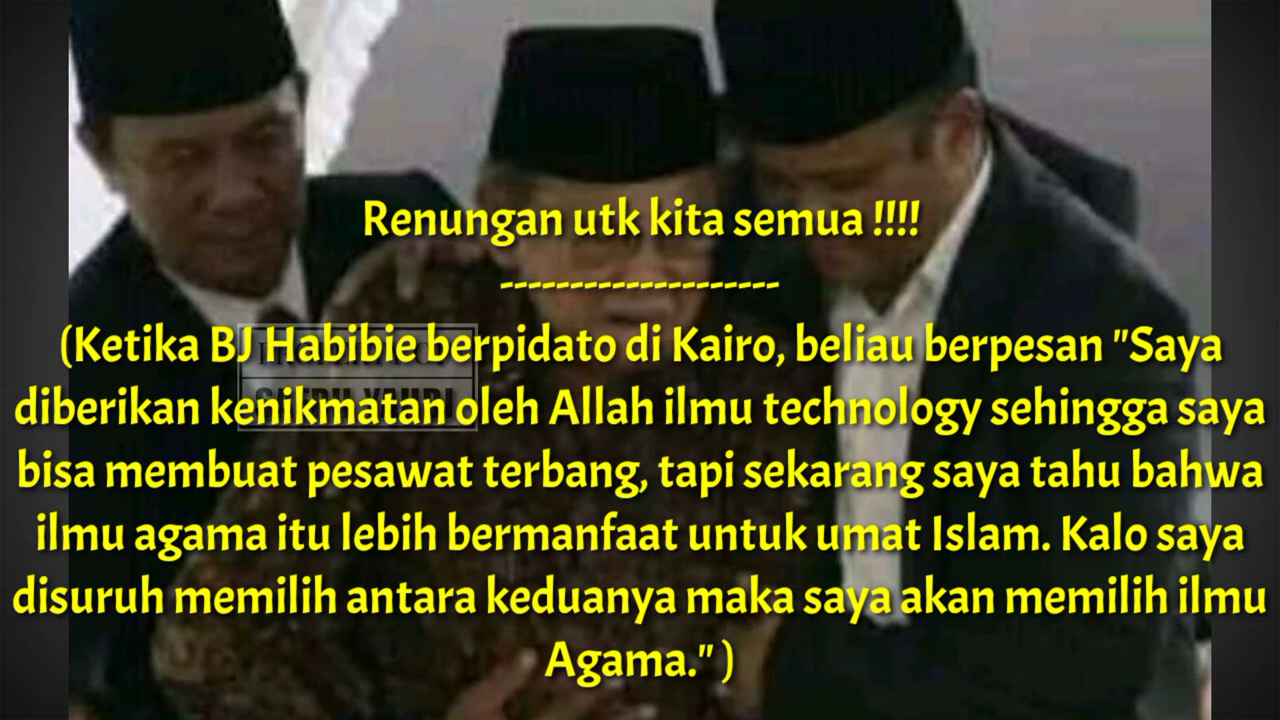 Renungan utk kita semua !!!!
--------------------
(Ketika BJ Habibie berpidato di Kairo, beliau berpesan "Saya
diberikan kenikmatan oleh Allah ilmu technology sehingga saya
bisa membuat pesawat terbang, tapi sekarang saya tahu bahwa
ilmu agama itu lebih bermanfaat untuk umat Islam. Kalo saya
disuruh memilih antara keduanya maka saya akan memilih ilmu
Agama." )